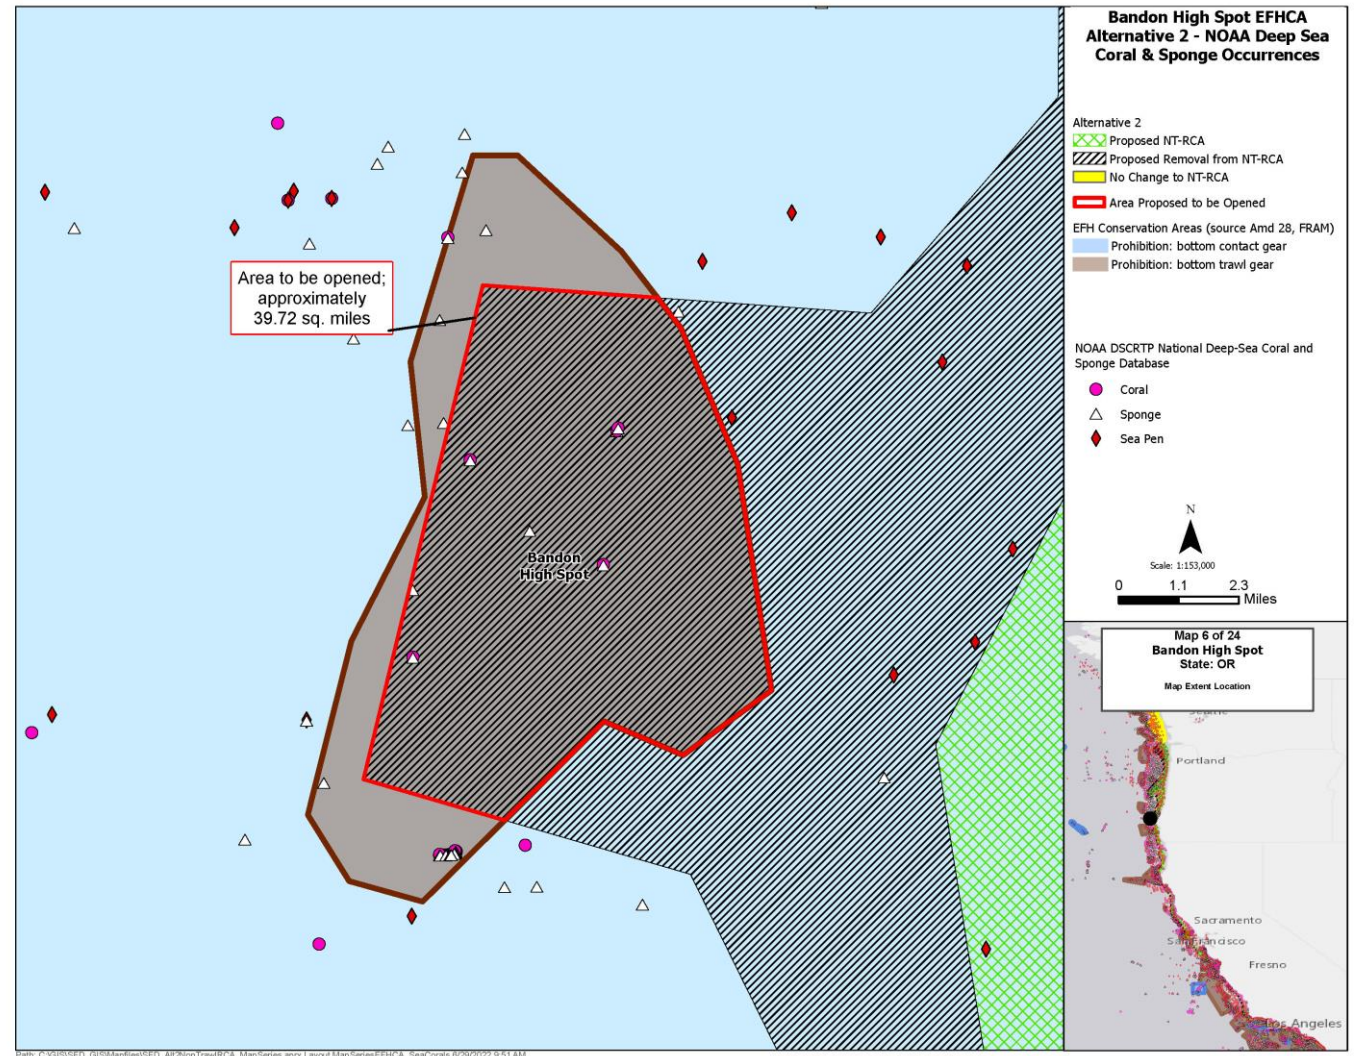 Bandon High Spot EFHCA
Alternative 2 - NOAA Deep Sea
Coral & Sponge Occurrences
Alternative 2
Proposed NT-RCA
Proposed Removal from NT-RCA
No Change to NT-RCA
Area Proposed to be Opened
EFH Conservation Areas (source Amd 28, FRAM)
Prohibition: bottom contact gear
Prohibition: bottom trawl gear
NOAA DSCRTP National Deep-Sea Coral and
Sponge Database
Coral
Sponge
Sea Pen
N
Scale: 1:153,000
0 1.1 2.3
Miles
Area to be opened;
approximately
39.72 sq. miles
Bandon
High Spot
Map 6 of 24
Bandon High Spot
State: OR
Map Extent Location
Seattle
Portland
Sacramento
San Francisco
Fresno
Los Angeles